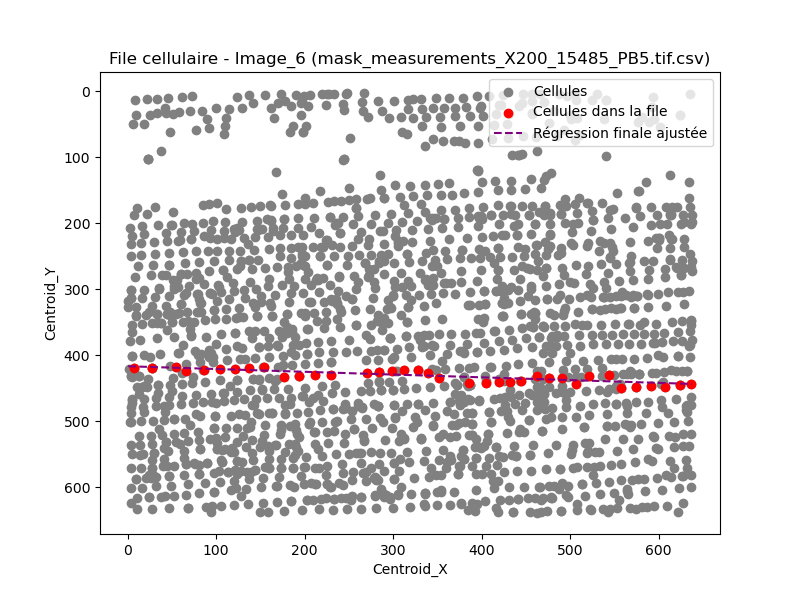 File cellulaire - Image_6 (mask_measurements_X200_15485_PB5.tif.csv)
Cellules
Cellules dans la file
Régression finale ajustée
0
100
200
300
400
500
600
Centroid_Y
0 100 200 300 400 500 600
Centroid_X